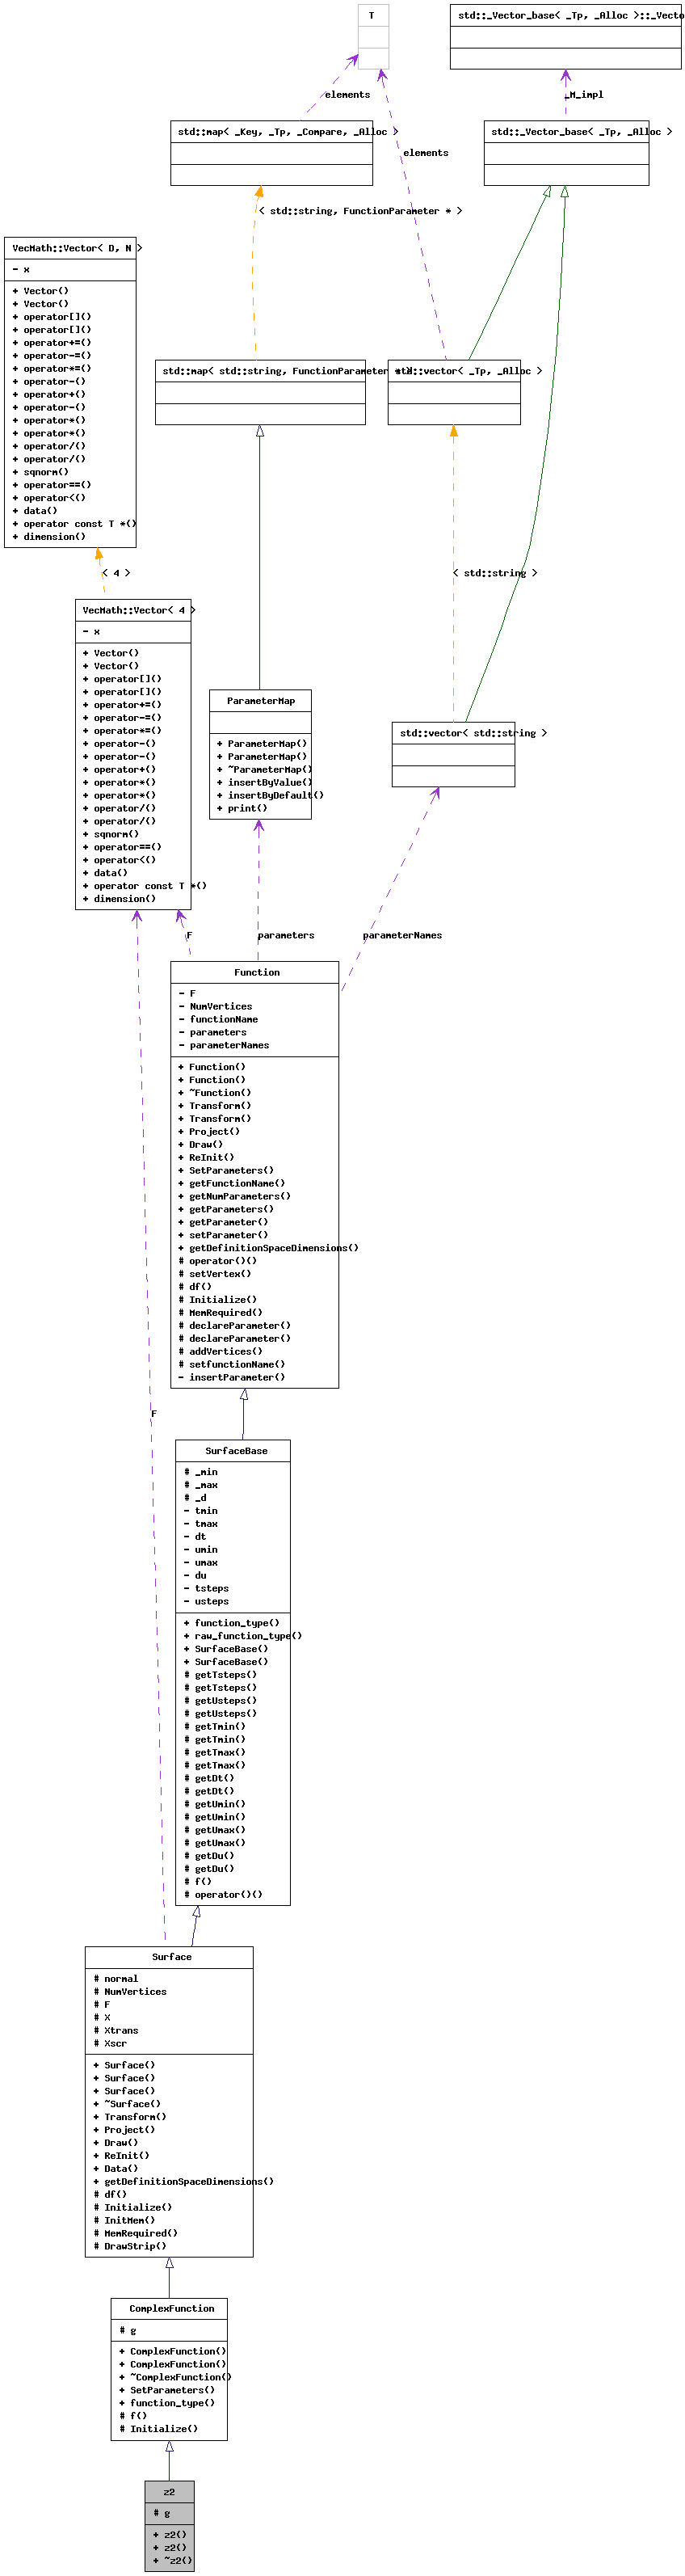 T
std::_Vector_base< _Tp, _Alloc >::_Vecto
elements
_M_impl
std::map< _Key, _Tp, _Compare, _Alloc >
std::_Vector_base< _Tp, _Alloc >
elements
< std::string, FunctionParameter * >
VecMath::Vector< D, N >
- x
+ Vector()
+ Vector()
+ operator[]()
+ operator[]()
+ operator+=()
+ operator-=()
+ operator*=()
+ operator-()
+ operator+()
+ operator-()
+ operator*()
+ operator*()
+ operator/()
+ operator/()
+ sqnorm()
+ operator==()
+ operator<()
+ data()
+ operator const T *()
+ dimension()
std::map< std::string, FunctionParameter * >
std::vector< _Tp, _Alloc >
< 4 >
< std::string >
VecMath::Vector< 4 >
- x
+ Vector()
+ Vector()
+ operator[]()
+ operator[]()
+ operator+=()
+ operator-=()
+ operator*=()
+ operator-()
+ operator-()
+ operator+()
+ operator*()
+ operator*()
+ operator/()
+ operator/()
+ sqnorm()
+ operator==()
+ operator<()
+ data()
+ operator const T *()
+ dimension()
ParameterMap
+ ParameterMap()
+ ParameterMap()
+ ~ParameterMap()
+ insertByValue()
+ insertByDefault()
+ print()
std::vector< std::string >
F
parameters
parameterNames
Function
- F
- NumVertices
- functionName
- parameters
- parameterNames
+ Function()
+ Function()
+ ~Function()
+ Transform()
+ Transform()
+ Project()
+ Draw()
+ ReInit()
+ SetParameters()
+ getFunctionName()
+ getNumParameters()
+ getParameters()
+ getParameter()
+ setParameter()
+ getDefinitionSpaceDimensions()
# operator()()
# setVertex()
# df()
# Initialize()
# MemRequired()
# declareParameter()
# declareParameter()
# addVertices()
# setfunctionName()
- insertParameter()
F
SurfaceBase
# _min
# _max
# _d
- tmin
- tmax
- dt
- umin
- umax
- du
- tsteps
- usteps
+ function_type()
+ raw_function_type()
+ SurfaceBase()
+ SurfaceBase()
# getTsteps()
# getTsteps()
# getUsteps()
# getUsteps()
# getTmin()
# getTmin()
# getTmax()
# getTmax()
# getDt()
# getDt()
# getUmin()
# getUmin()
# getUmax()
# getUmax()
# getDu()
# getDu()
# f()
# operator()()
Surface
# normal
# NumVertices
# F
# X
# Xtrans
# Xscr
+ Surface()
+ Surface()
+ Surface()
+ ~Surface()
+ Transform()
+ Project()
+ Draw()
+ ReInit()
+ Data()
+ getDefinitionSpaceDimensions()
# df()
# Initialize()
# InitMem()
# MemRequired()
# DrawStrip()
ComplexFunction
# g
+ ComplexFunction()
+ ComplexFunction()
+ ~ComplexFunction()
+ SetParameters()
+ function_type()
# f()
# Initialize()
z2
# g
+ z2()
+ z2()
+ ~z2()